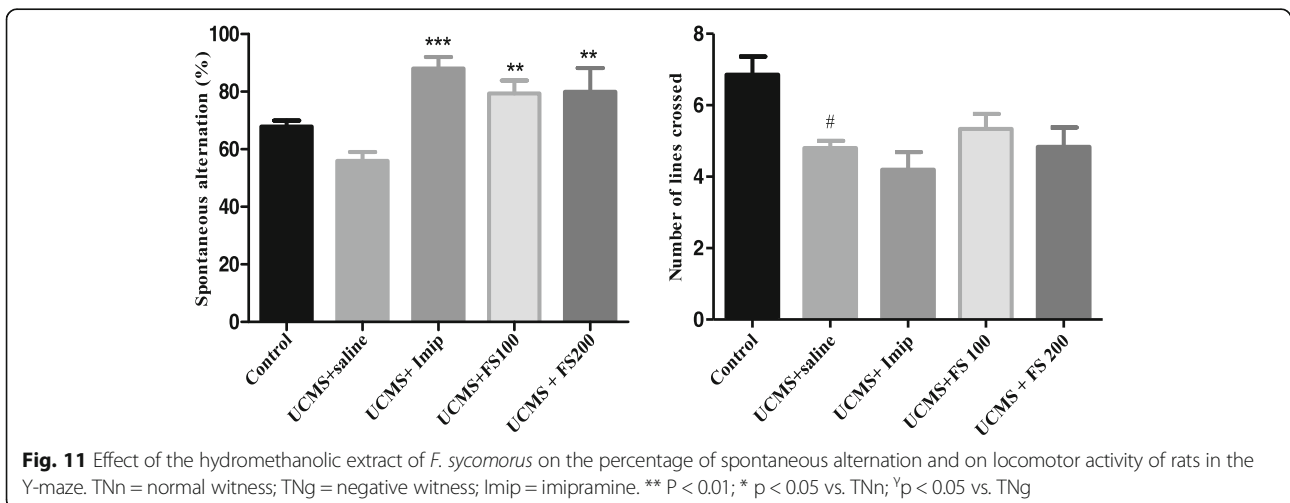 100
80
60
40
20
0
Spontaneous alternation (%)
***
**
**
Control
UCMS+saline
UCMS+ Imip
UCMS+FS100
UCMS + FS200
8
6
4
2
0
Number of lines crossed
#
Control
UCMS+saline
UCMS+ Imip
UCMS+FS 100
UCMS + FS 200
Fig. 11 Effect of the hydromethanolic extract of F. sycomorus on the percentage of spontaneous alternation and on locomotor activity of rats in the
Y-maze. TNn = normal witness; TNg = negative witness; Imip = imipramine. ** P < 0.01; * p < 0.05 vs. TNn; ^Yp < 0.05 vs. TNg